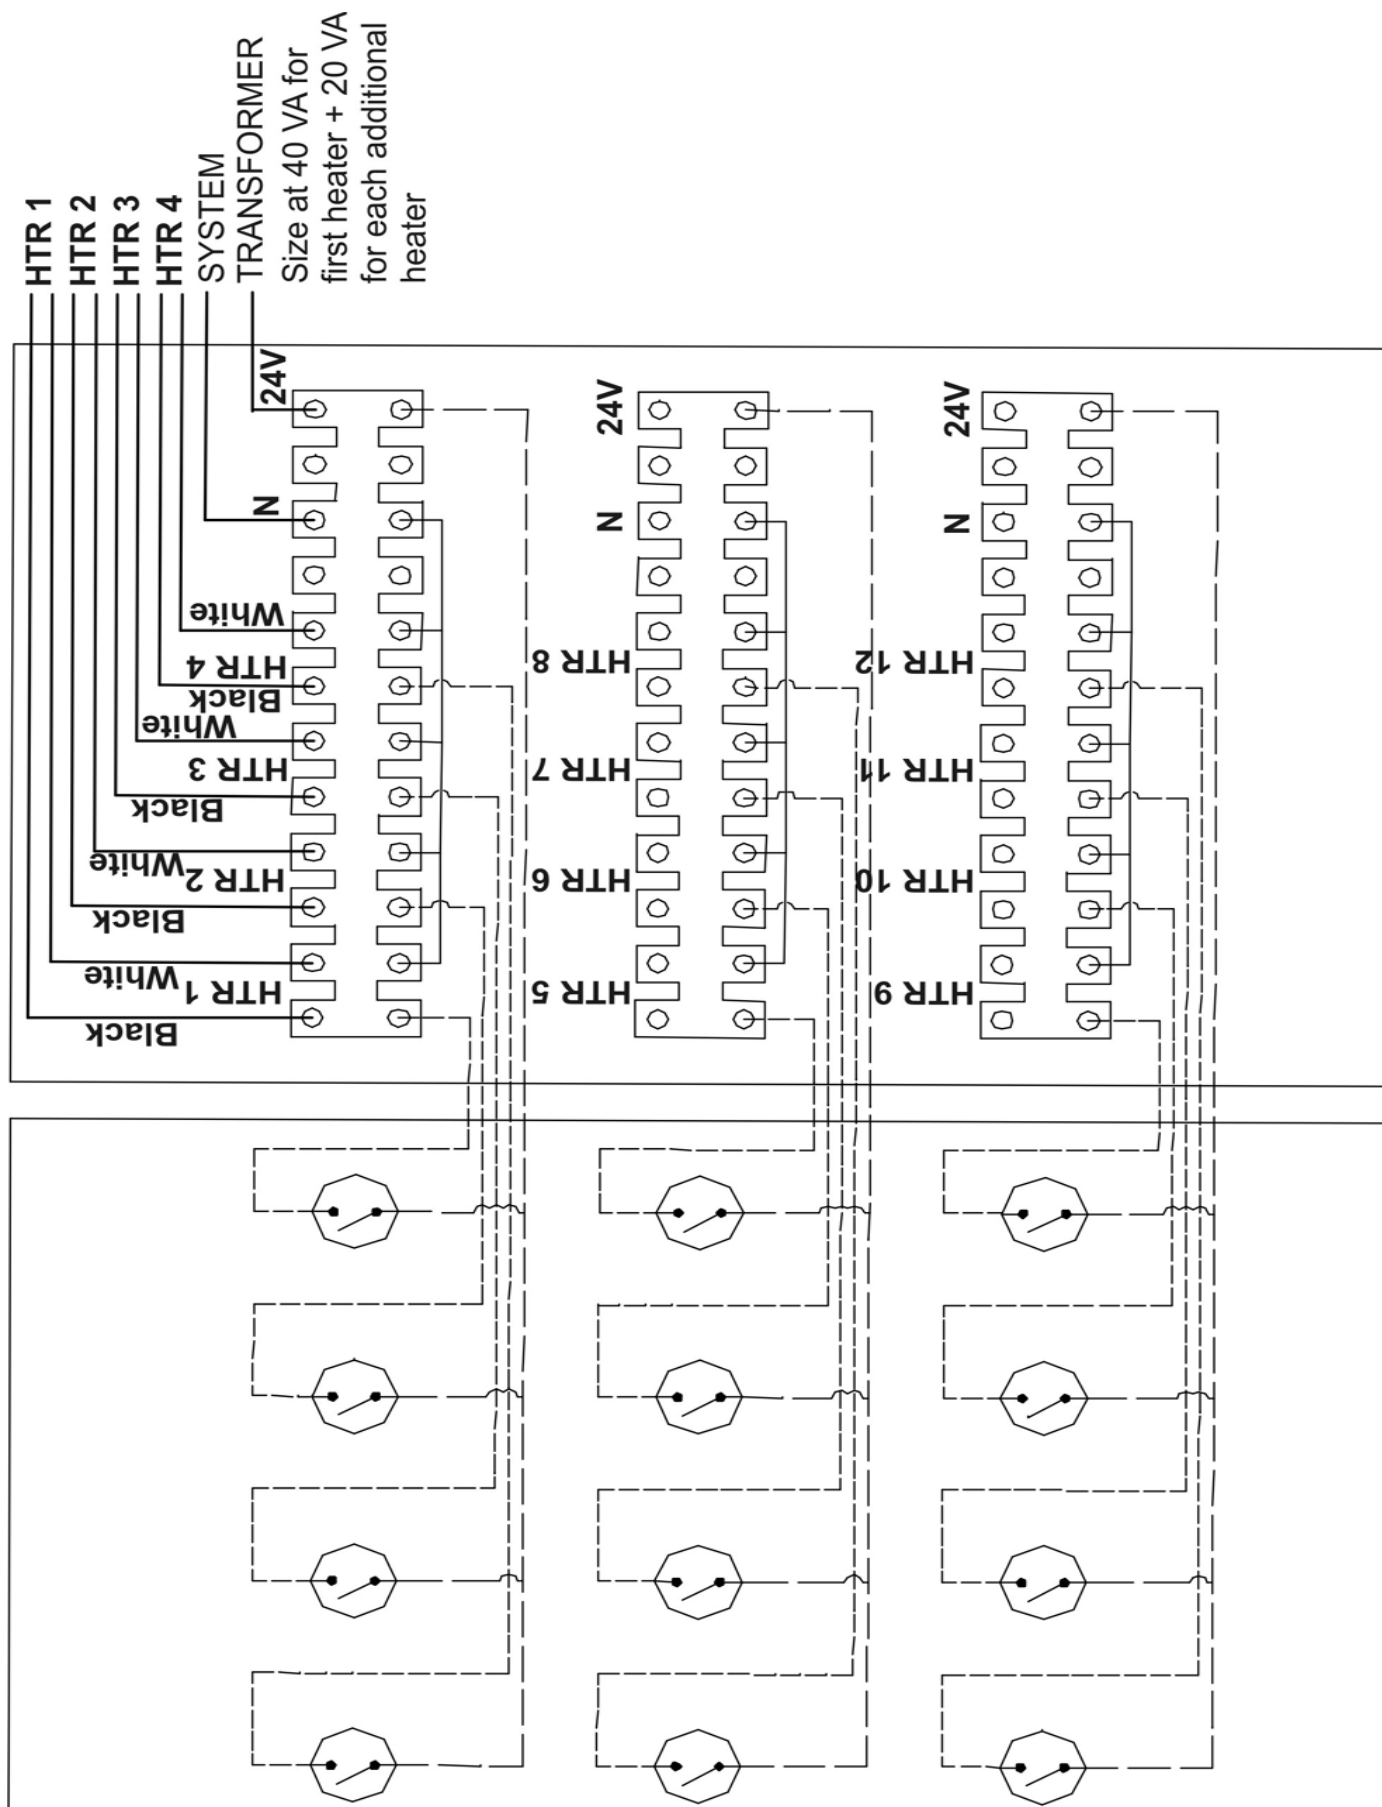 HTR 1
HTR 2
HTR 3
HTR 4
SYSTEM
TRANSFORMER
Size at 40 VA for
first heater + 20 VA
for each additional
heater
24V
N
White
HTR 4
Black
White
HTR 3
Black
White
HTR 2
Black
White
HTR 1
Black
24V
N
HTR 8
HTR 7
HTR 6
HTR 5
24V
N
HTR 12
HTR 11
HTR 10
HTR 9